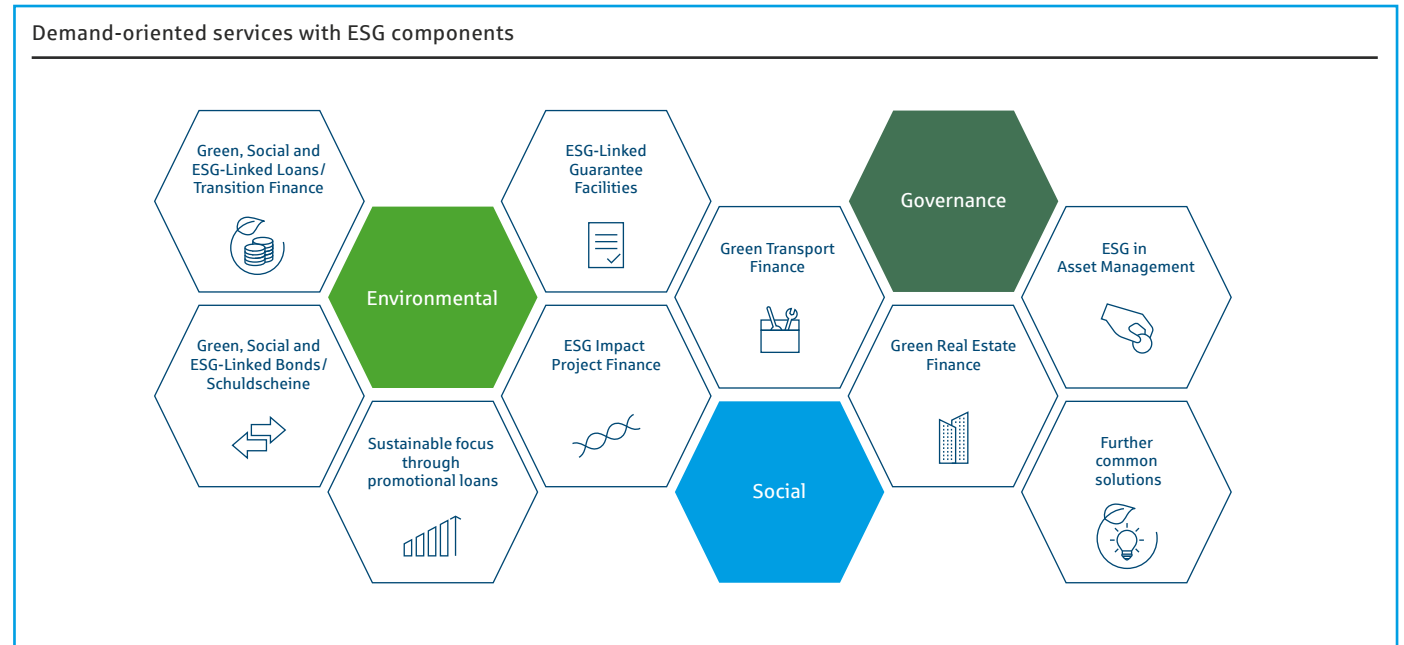 Demand-oriented services with ESG components
Green, Social and
ESG-Linked Loans/
Transition Finance
ESG-Linked
Guarantee
Facilities
Governance
Environmental
Green Transport
Finance
ESG in
Asset Management
Green, Social and
ESG-Linked Bonds/
Schuldscheine
ESG Impact
Project Finance
Green Real Estate
Finance
Sustainable focus
through
promotional loans
Social
Further
common
solutions